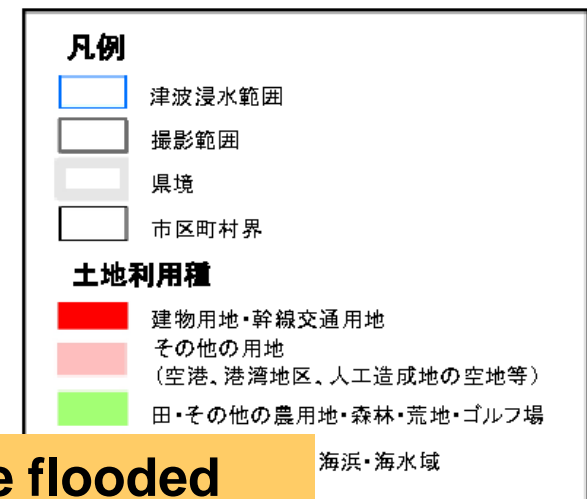 凡例
津波浸水範囲
撮影範囲
県境
市区町村界
土地利用種
建物用地・幹線交通用地
その他の用地
(空港、港湾地区、人工造成地の空地等)
田・その他の農用地・森林・荒地・ゴルフ場
海浜・海水域
e flooded